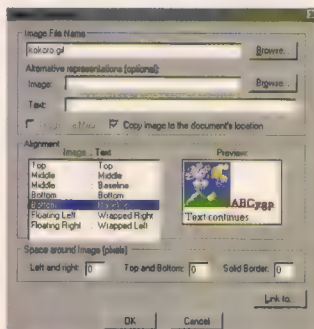 Image File Name
kokoro.gif
Browse...
Alternative representations (optional):
Image:
Browse...
Text:
Copy image to the document's location
Alignment
Image Text
Top Top
Middle Middle
Middle Baseline
Bottom Bottom
Bottom Baseline
Floating Left Wrapped Right
Floating Right Wrapped Left
Preview:
ABCygp
Text continues
Space around image (pixels)
Left and right: 0
Top and Bottom: 0
Solid Border: 0
Link to...
OK
Cancel